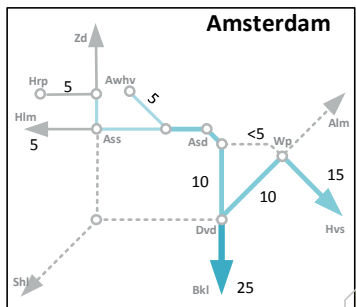 Amsterdam
Zd
Hrp
5
Awhv
5
Hlm
5
Ass
Asd
<5
Wp
Alm
10
10
15
Hvs
Dvd
Shl
Bkl
25